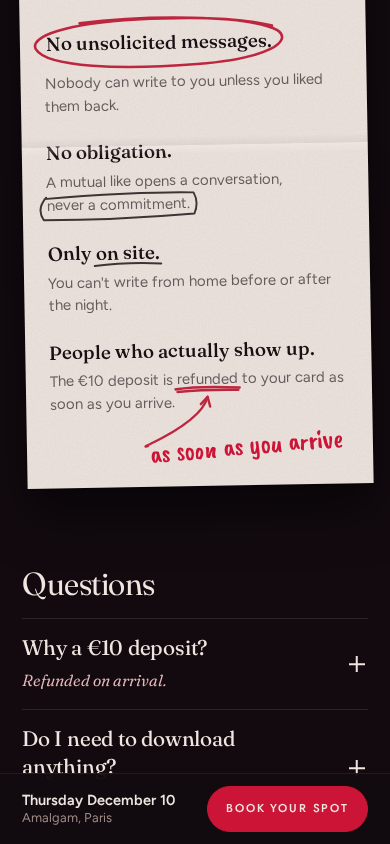 No unsolicited messages.
Nobody can write to you unless you liked
them back.
No obligation.
A mutual like opens a conversation,
never a commitment.
Only on site.
You can't write from home before or after
the night.
People who actually show up.
The €10 deposit is refunded to your card as
soon as you arrive.
as soon as you arrive
Questions
Why a €10 deposit?
Refunded on arrival.
Do I need to download
anything?
Thursday December 10
Amalgam, Paris
BOOK YOUR SPOT